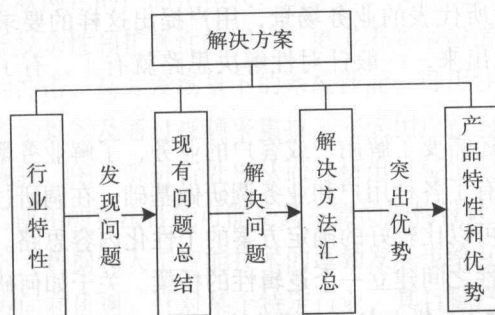 解决方案
行业特性
发现问题
现有问题总结
解决问题
解决方法汇总
突出优势
产品特性和优势